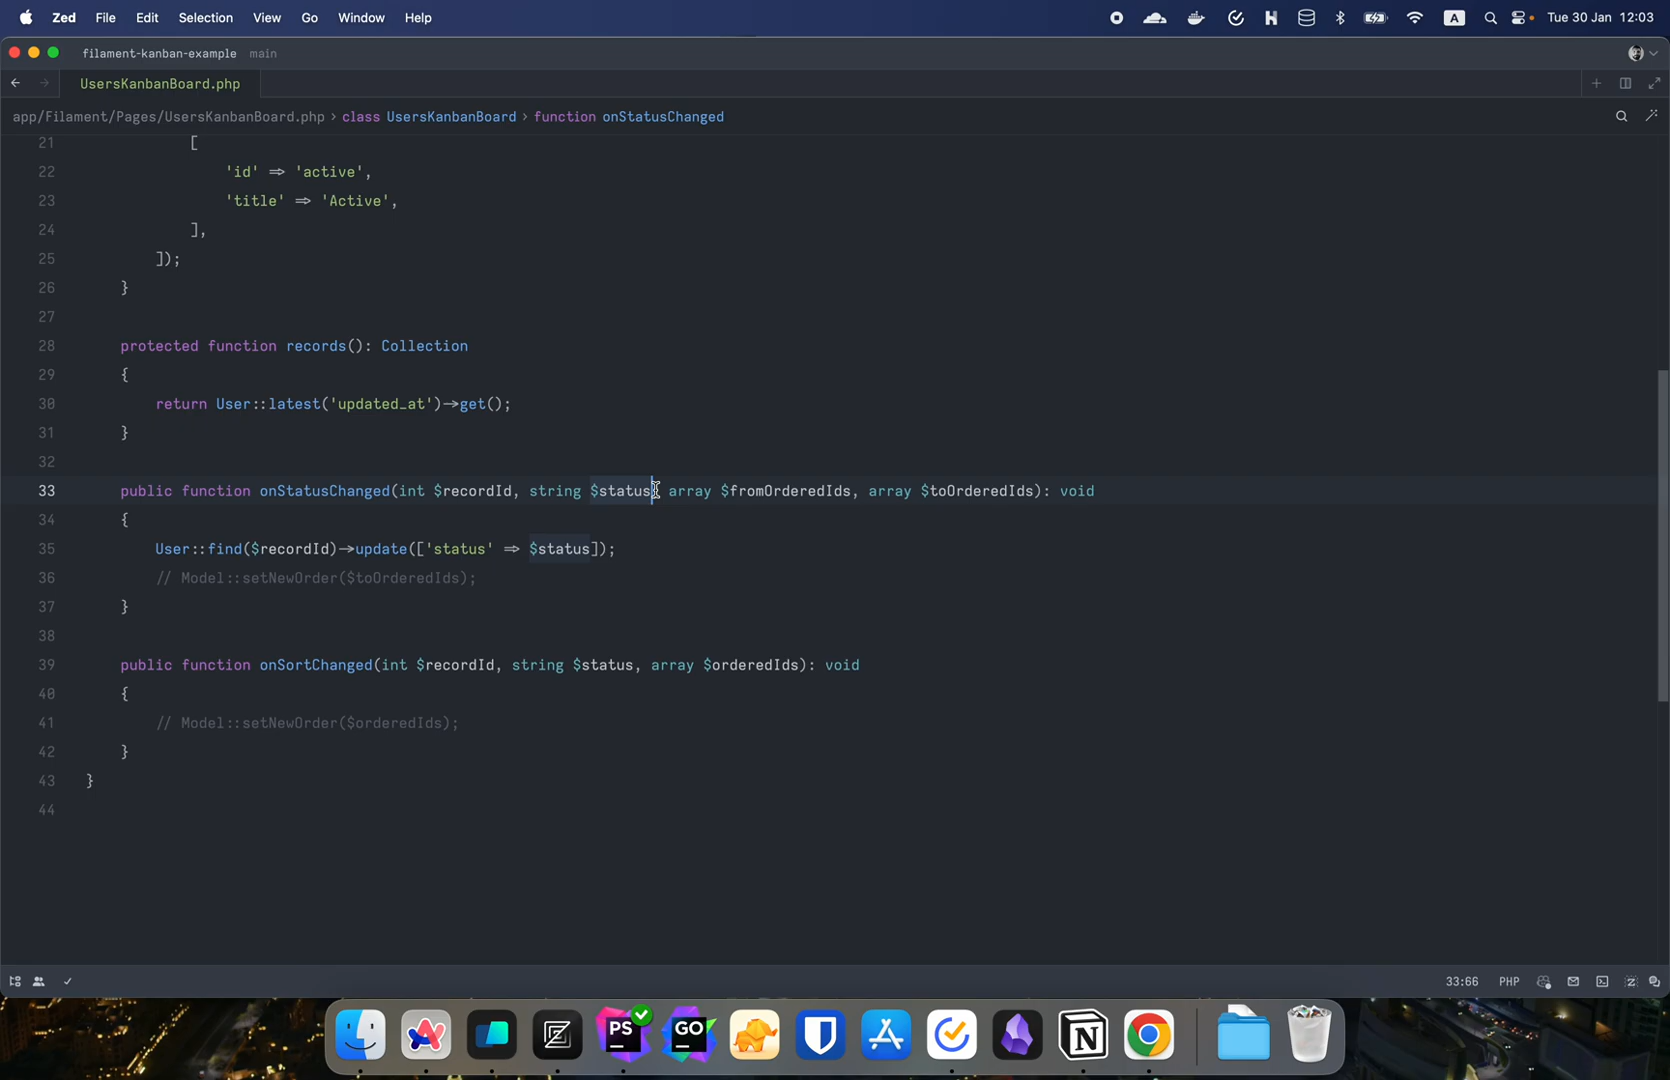 Zed File Edit Selection View Go Window Help
A Tue 30 Jan 12:03
filament-kanban-example main
UsersKanbanBoard.php
app/Filament/Pages/UsersKanbanBoard.php › class UsersKanbanBoard › function onStatusChanged
21 [
22 'id' => 'active',
23 'title' => 'Active',
24 ],
25 ]);
26 }
27
28 protected function records(): Collection
29 {
30 return User::latest('updated_at')->get();
31 }
32
33 public function onStatusChanged(int $recordId, string $status, array $fromOrderedIds, array $toOrderedIds): void
34 {
35 User::find($recordId)->update(['status' => $status]);
36 // Model::setNewOrder($toOrderedIds);
37 }
38
39 public function onSortChanged(int $recordId, string $status, array $orderedIds): void
40 {
41 // Model::setNewOrder($orderedIds);
42 }
43 }
44
33:66 PHP
PS GO